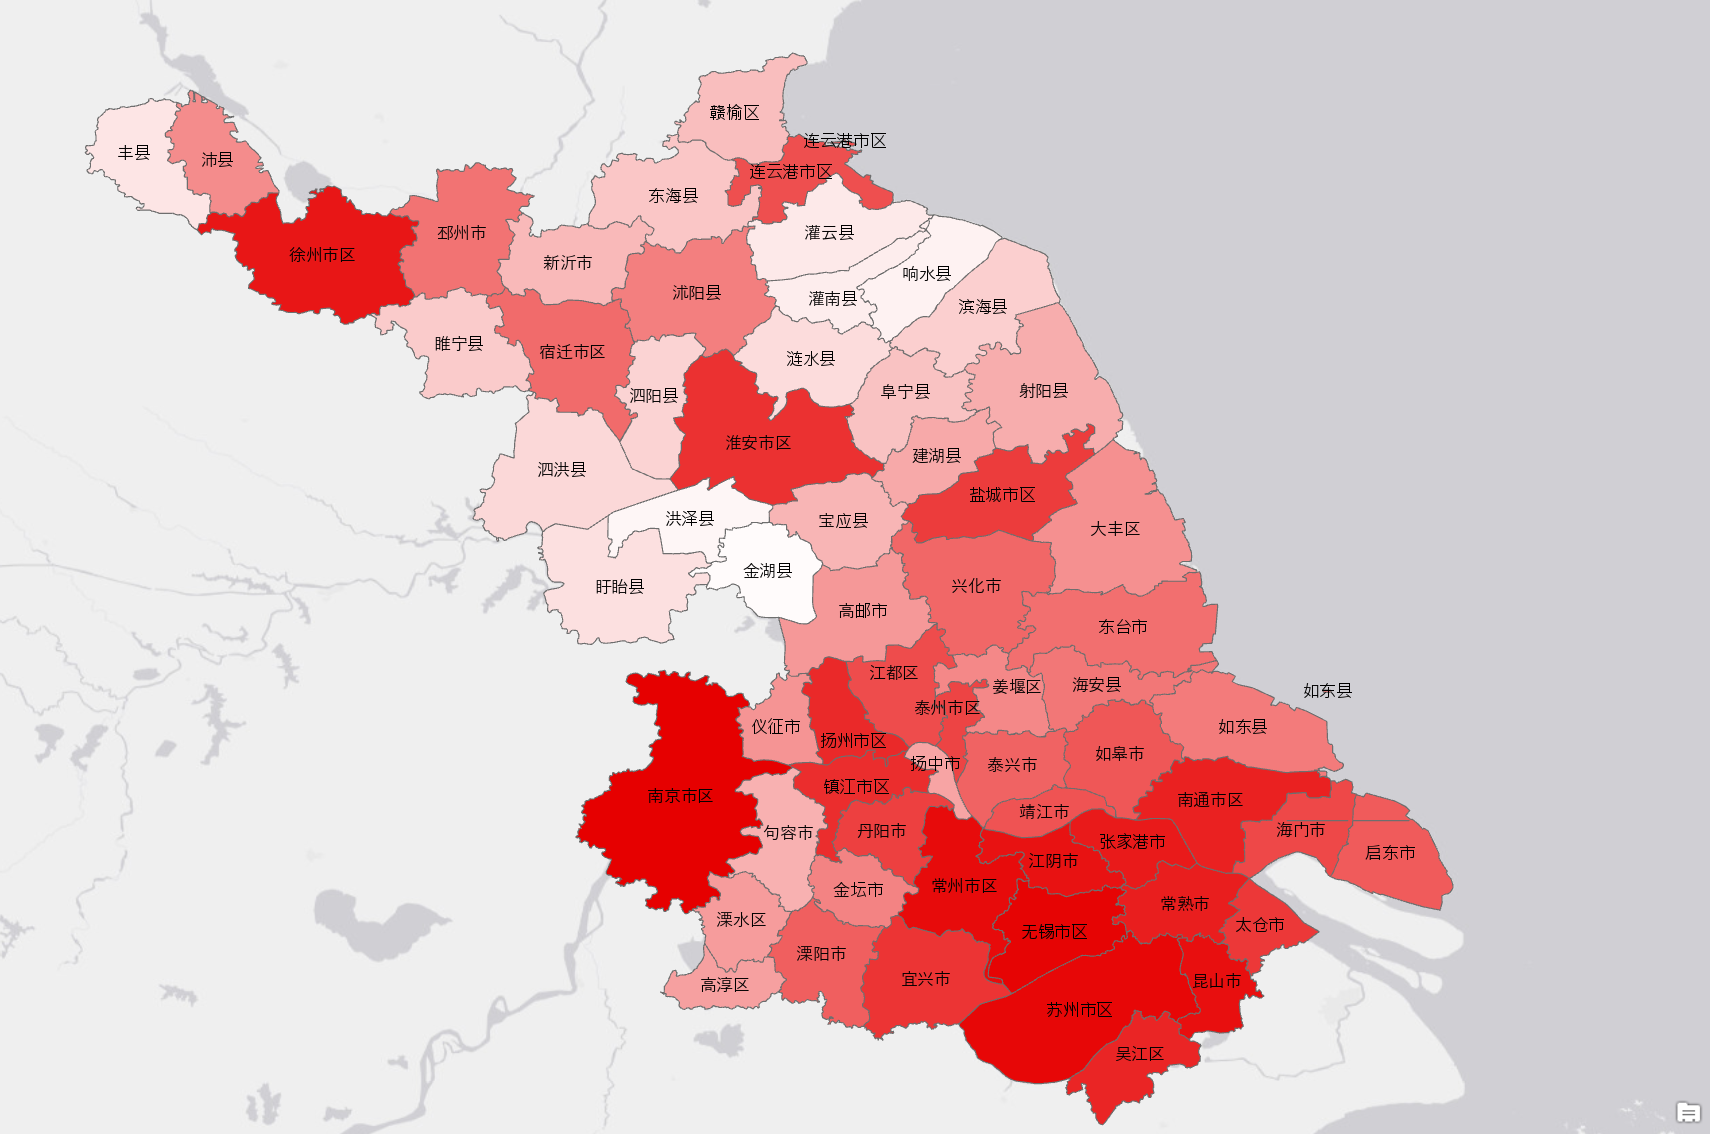 赣榆区
连云港市区
丰县
沛县
连云港市区
东海县
邳州市
灌云县
徐州市区
新沂市
响水县
沭阳县
灌南县
滨海县
睢宁县
宿迁市区
涟水县
泗阳县
阜宁县
射阳县
淮安市区
建湖县
泗洪县
盐城市区
洪泽县
宝应县
大丰区
金湖县
盱眙县
兴化市
高邮市
东台市
江都区
姜堰区
海安县
如东县
泰州市区
仪征市
如东县
扬州市区
如皋市
扬中市
泰兴市
镇江市区
南京市区
南通市区
靖江市
句容市
丹阳市
海门市
张家港市
启东市
江阴市
常州市区
金坛市
常熟市
溧水区
太仓市
无锡市区
溧阳市
宜兴市
昆山市
高淳区
苏州市区
吴江区